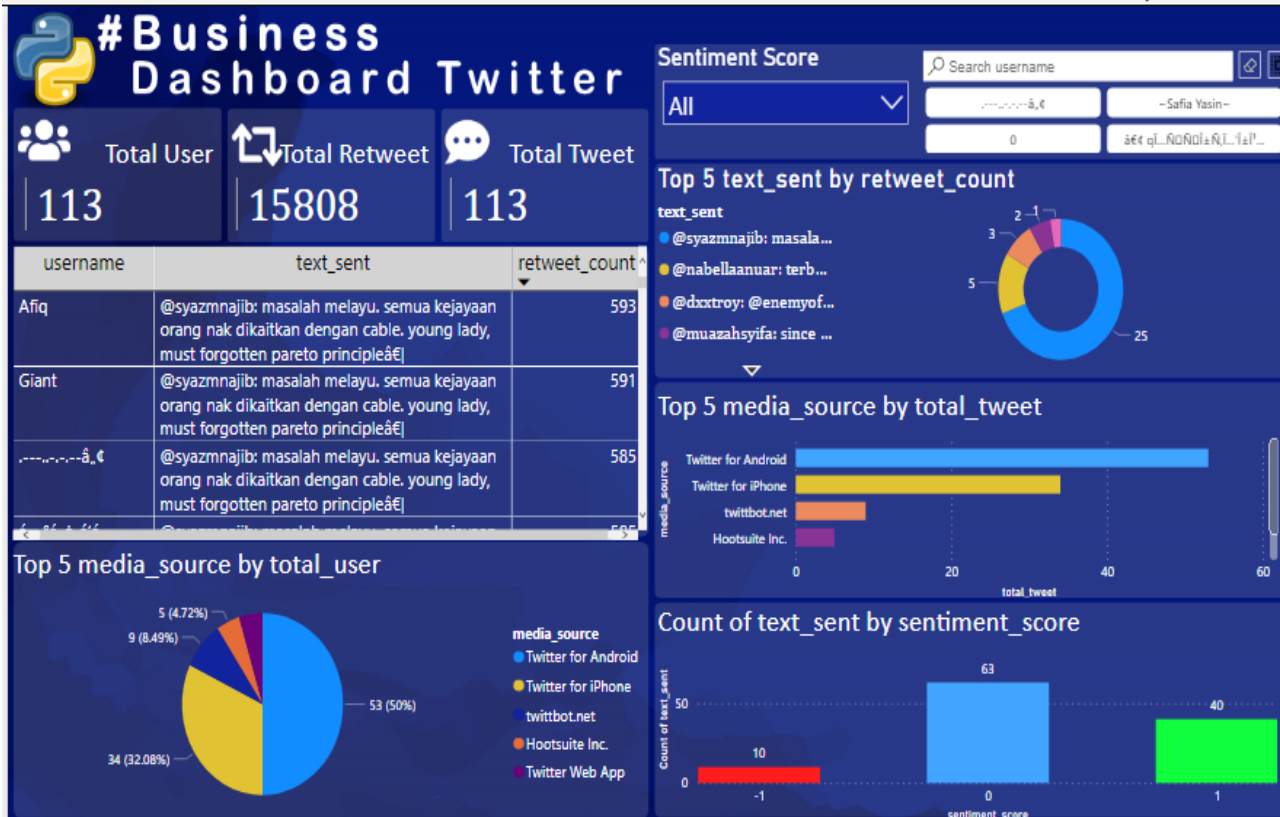 #Business
Dashboard Twitter
Total User
113
Total Retweet
15808
Total Tweet
113
Sentiment Score
All
Search username
.---..-.-.--â„¢
~Safia Yasin~
0
username text_sent retweet_count
Afiq @syazmnajib: masalah melayu. semua kejayaan 593
orang nak dikaitkan dengan cable. young lady,
must forgotten pareto principleâ€|
Giant @syazmnajib: masalah melayu. semua kejayaan 591
orang nak dikaitkan dengan cable. young lady,
must forgotten pareto principleâ€|
.---..-.-.--â„¢ @syazmnajib: masalah melayu. semua kejayaan 585
orang nak dikaitkan dengan cable. young lady,
must forgotten pareto principleâ€|
Top 5 text_sent by retweet_count
text_sent
@syazmnajib: masala...
@nabellaanuar: terb...
@dxxtroy: @enemyof...
@muazahsyifa: since ...
2
1
3
5
25
Top 5 media_source by total_tweet
media_source
Twitter for Android
Twitter for iPhone
twittbot.net
Hootsuite Inc.
0 20 40 60
total_tweet
Top 5 media_source by total_user
5 (4.72%)
9 (8.49%)
53 (50%)
34 (32.08%)
media_source
Twitter for Android
Twitter for iPhone
twittbot.net
Hootsuite Inc.
Twitter Web App
Count of text_sent by sentiment_score
Count of text_sent
50
0
10
63
40
-1 0 1
sentiment_score